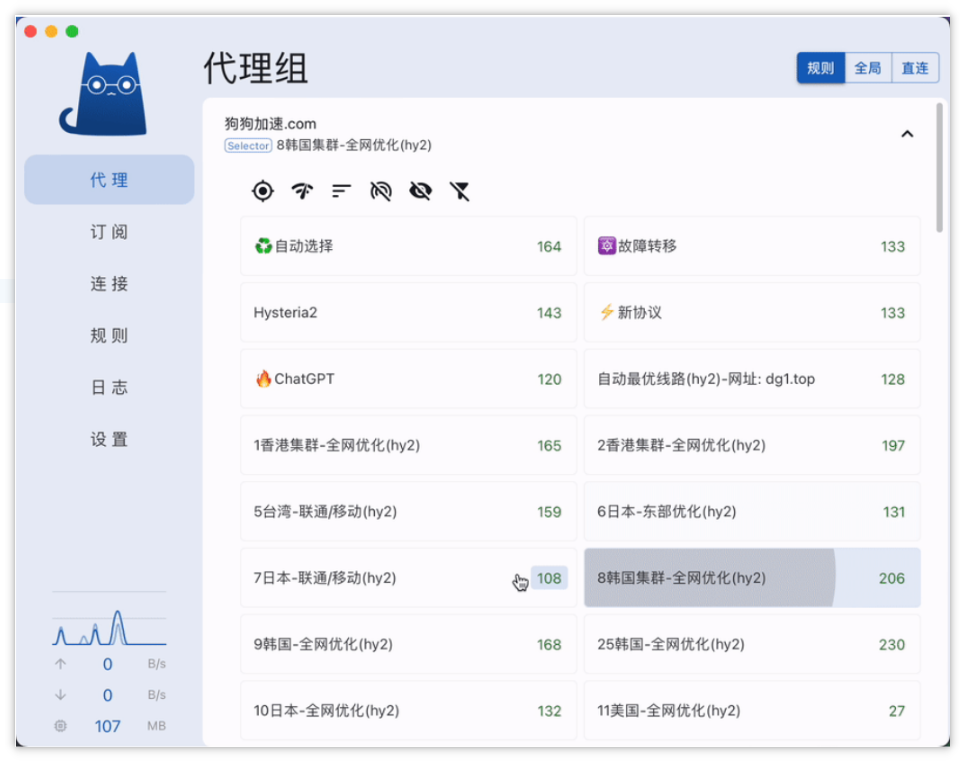 代理组
规则 全局 直连
狗狗加速.com
Selector 8韩国集群-全网优化(hy2)
代理
订阅
连接
规则
日志
设置
♻️自动选择 164
🔯故障转移 133
Hysteria2 143
⚡新协议 133
🔥ChatGPT 120
自动最优线路(hy2)-网址: dg1.top 128
1香港集群-全网优化(hy2) 165
2香港集群-全网优化(hy2) 197
5台湾-联通/移动(hy2) 159
6日本-东部优化(hy2) 131
7日本-联通/移动(hy2) 108
8韩国集群-全网优化(hy2) 206
9韩国-全网优化(hy2) 168
25韩国-全网优化(hy2) 230
10日本-全网优化(hy2) 132
11美国-全网优化(hy2) 27
0 B/s
0 B/s
107 MB